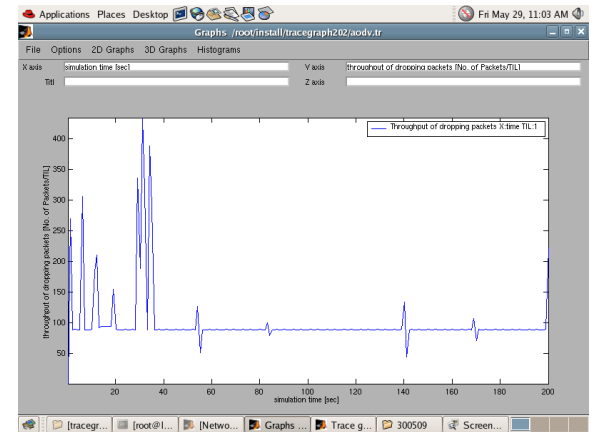 Applications Places Desktop Fri May 29, 11:03 AM
Graphs /root/install/tracegraph202/aodv.tr
File Options 2D Graphs 3D Graphs Histograms
X axis simulation time [sec] Y axis throughput of dropping packets [No. of Packets/TIL]
Titl Z axis
Throughput of dropping packets X:time TIL:1
throughput of dropping packets [No. of Packets/TIL]
400
350
300
250
200
150
100
50
20 40 60 80 100 120 140 160 180 200
simulation time [sec]
[tracegr... [root@l... [Netwo... Graphs ... Trace g... 300509 Screen...